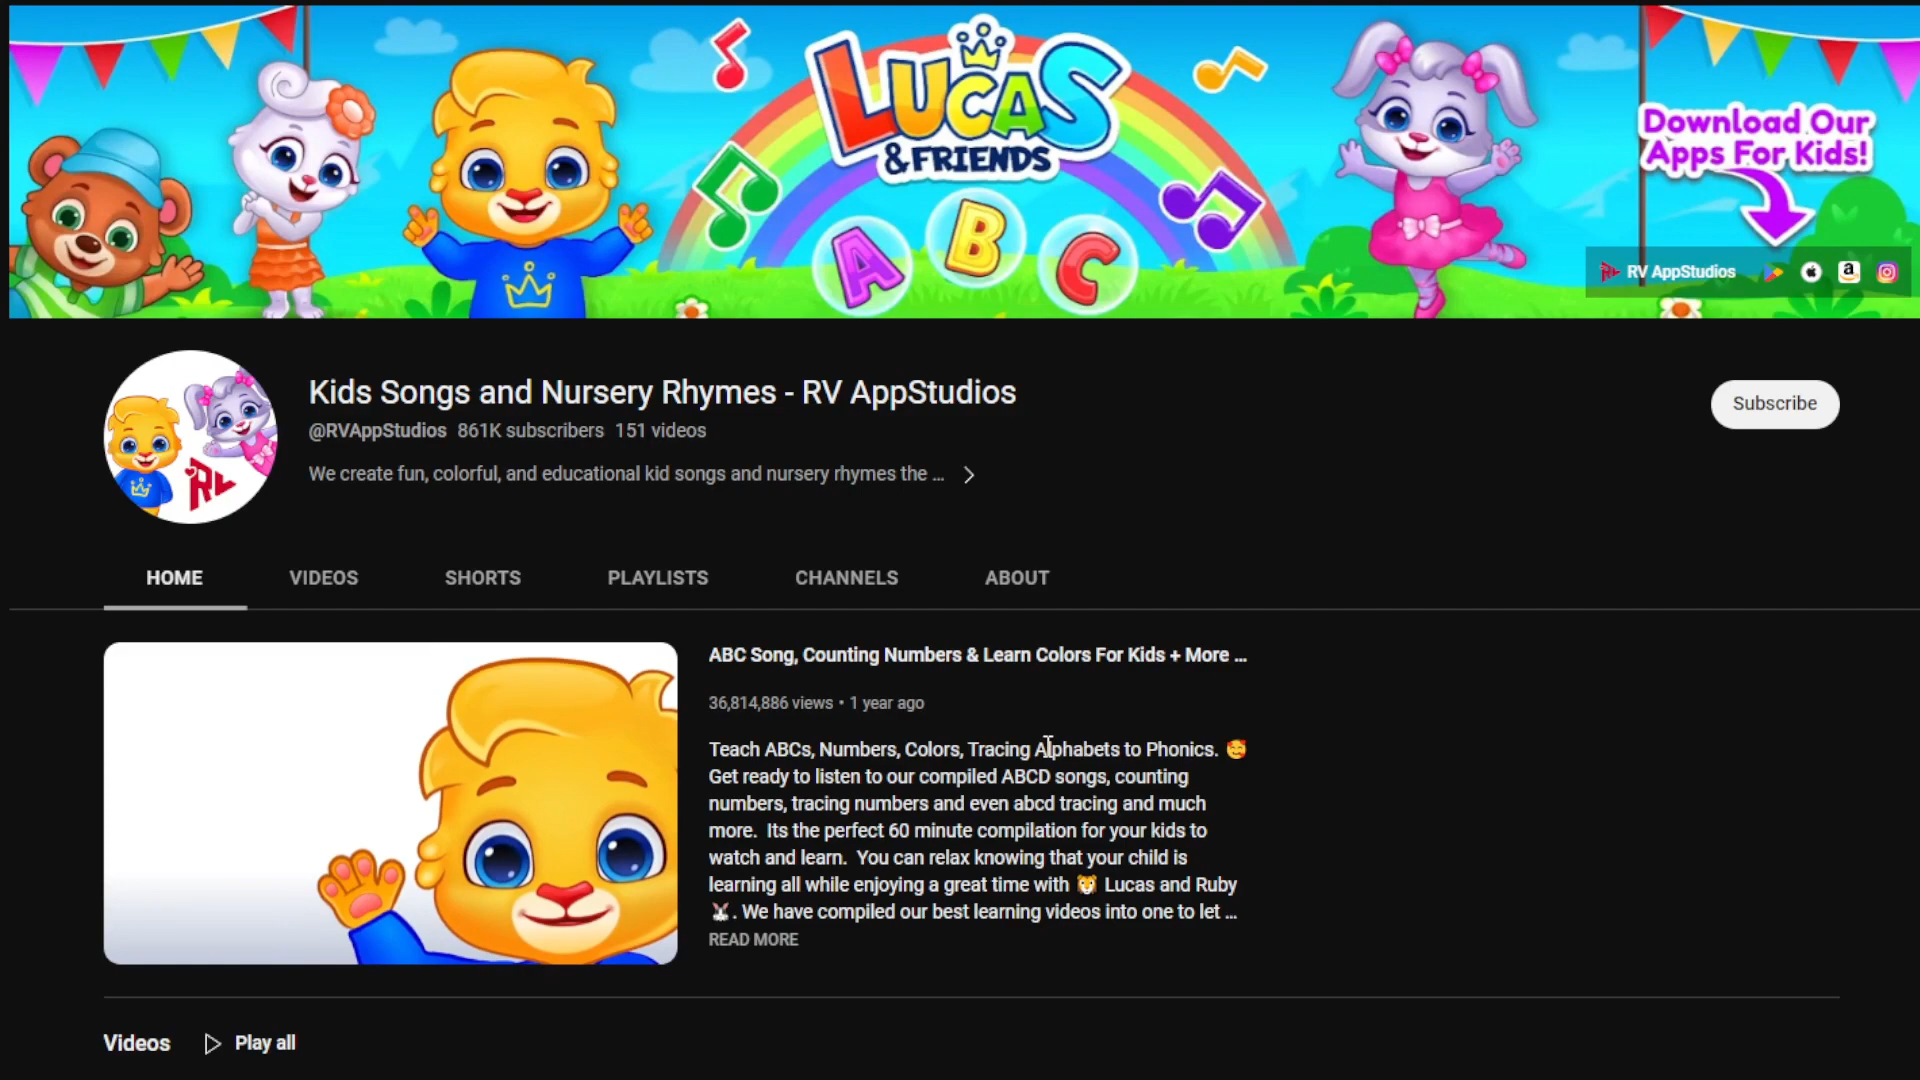 LUCAS
&FRIENDS
A B C
Download Our
Apps For Kids!
RV AppStudios
Kids Songs and Nursery Rhymes - RV AppStudios
@RVAppStudios 861K subscribers 151 videos
We create fun, colorful, and educational kid songs and nursery rhymes the ...
Subscribe
HOME VIDEOS SHORTS PLAYLISTS CHANNELS ABOUT
ABC Song, Counting Numbers & Learn Colors For Kids + More ...
36,814,886 views • 1 year ago
Teach ABCs, Numbers, Colors, Tracing Alphabets to Phonics. 🥰
Get ready to listen to our compiled ABCD songs, counting
numbers, tracing numbers and even abcd tracing and much
more. Its the perfect 60 minute compilation for your kids to
watch and learn. You can relax knowing that your child is
learning all while enjoying a great time with 🐯 Lucas and Ruby
🐰. We have compiled our best learning videos into one to let ...
READ MORE
Videos Play all